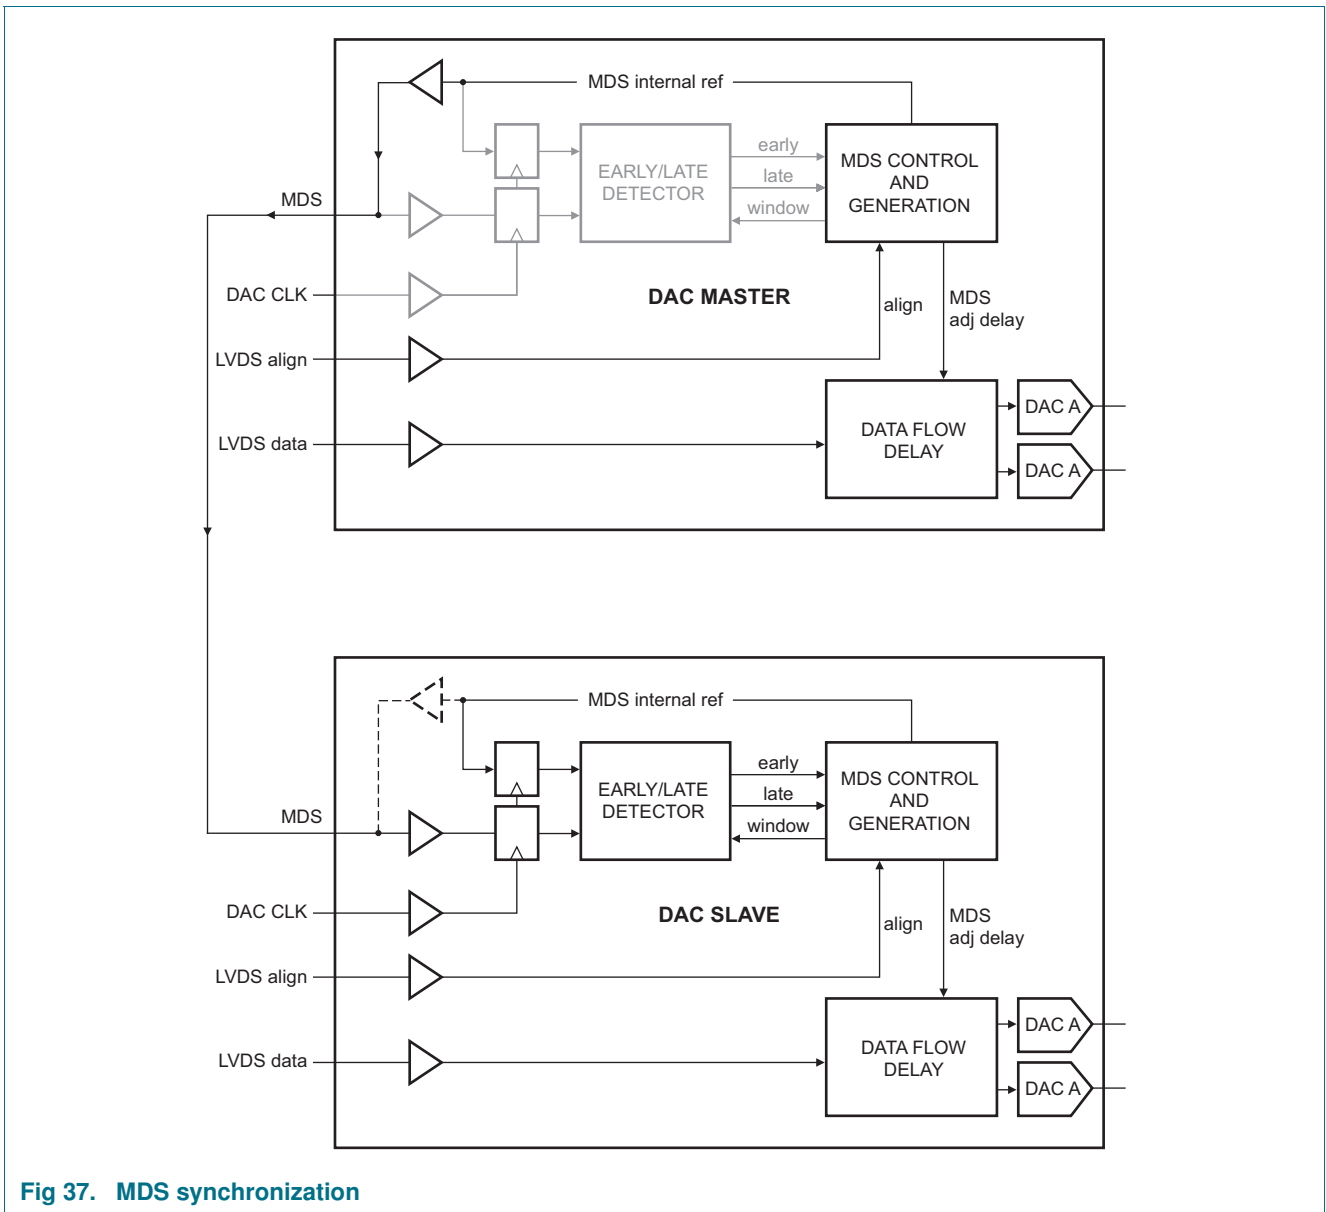 MDS internal ref
early
EARLY/LATE
DETECTOR
late
window
MDS CONTROL
AND
GENERATION
MDS
DAC CLK
DAC MASTER
align
MDS
adj delay
LVDS align
LVDS data
DATA FLOW
DELAY
DAC A
DAC A
MDS internal ref
early
EARLY/LATE
DETECTOR
late
window
MDS CONTROL
AND
GENERATION
MDS
DAC CLK
DAC SLAVE
align
MDS
adj delay
LVDS align
LVDS data
DATA FLOW
DELAY
DAC A
DAC A
Fig 37. MDS synchronization